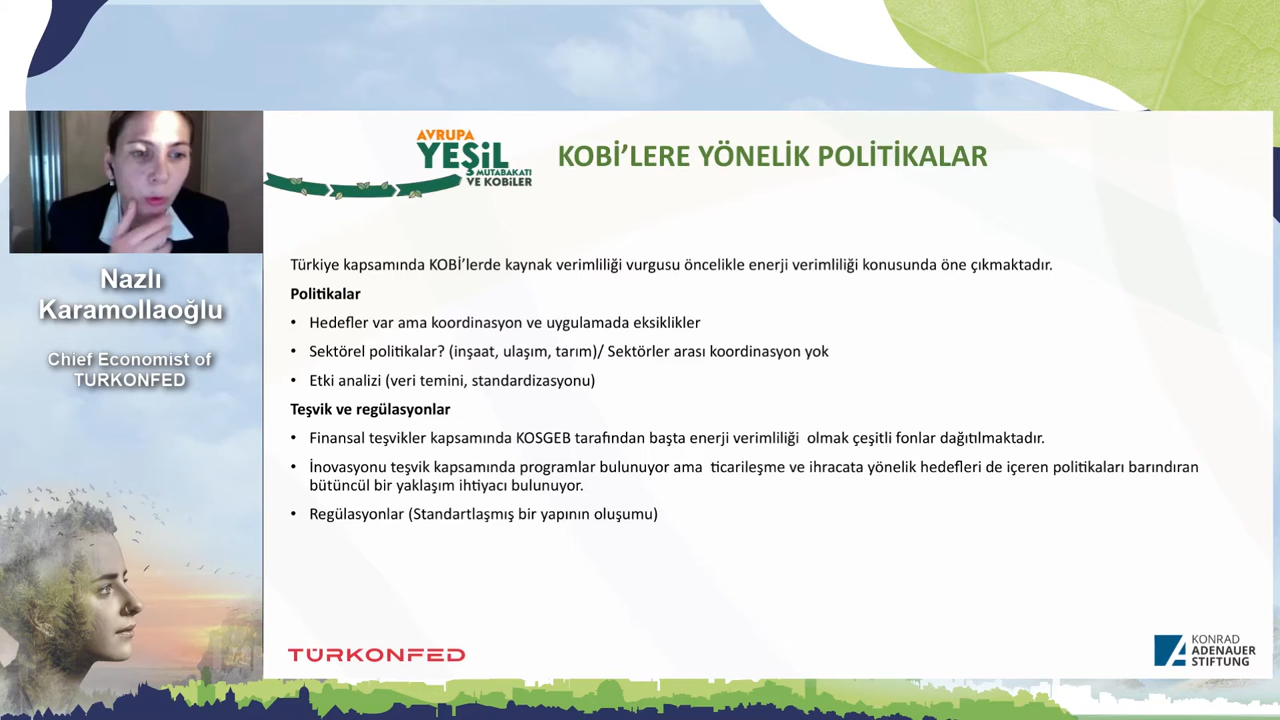 AVRUPA
YEŞİL
MUTABAKATI
VE KOBİLER
KOBİ’LERE YÖNELİK POLİTİKALAR
Nazlı
Karamollaoğlu
Chief Economist of
TURKONFED
Türkiye kapsamında KOBİ’lerde kaynak verimliliği vurgusu öncelikle enerji verimliliği konusunda öne çıkmaktadır.
Politikalar
• Hedefler var ama koordinasyon ve uygulamada eksiklikler
• Sektörel politikalar? (inşaat, ulaşım, tarım)/ Sektörler arası koordinasyon yok
• Etki analizi (veri temini, standardizasyonu)
Teşvik ve regülasyonlar
• Finansal teşvikler kapsamında KOSGEB tarafından başta enerji verimliliği olmak çeşitli fonlar dağıtılmaktadır.
• İnovasyonu teşvik kapsamında programlar bulunuyor ama ticarileşme ve ihracata yönelik hedefleri de içeren politikaları barındıran
bütüncül bir yaklaşım ihtiyacı bulunuyor.
• Regülasyonlar (Standartlaşmış bir yapının oluşumu)
TÜRKONFED
KONRAD
ADENAUER
STIFTUNG